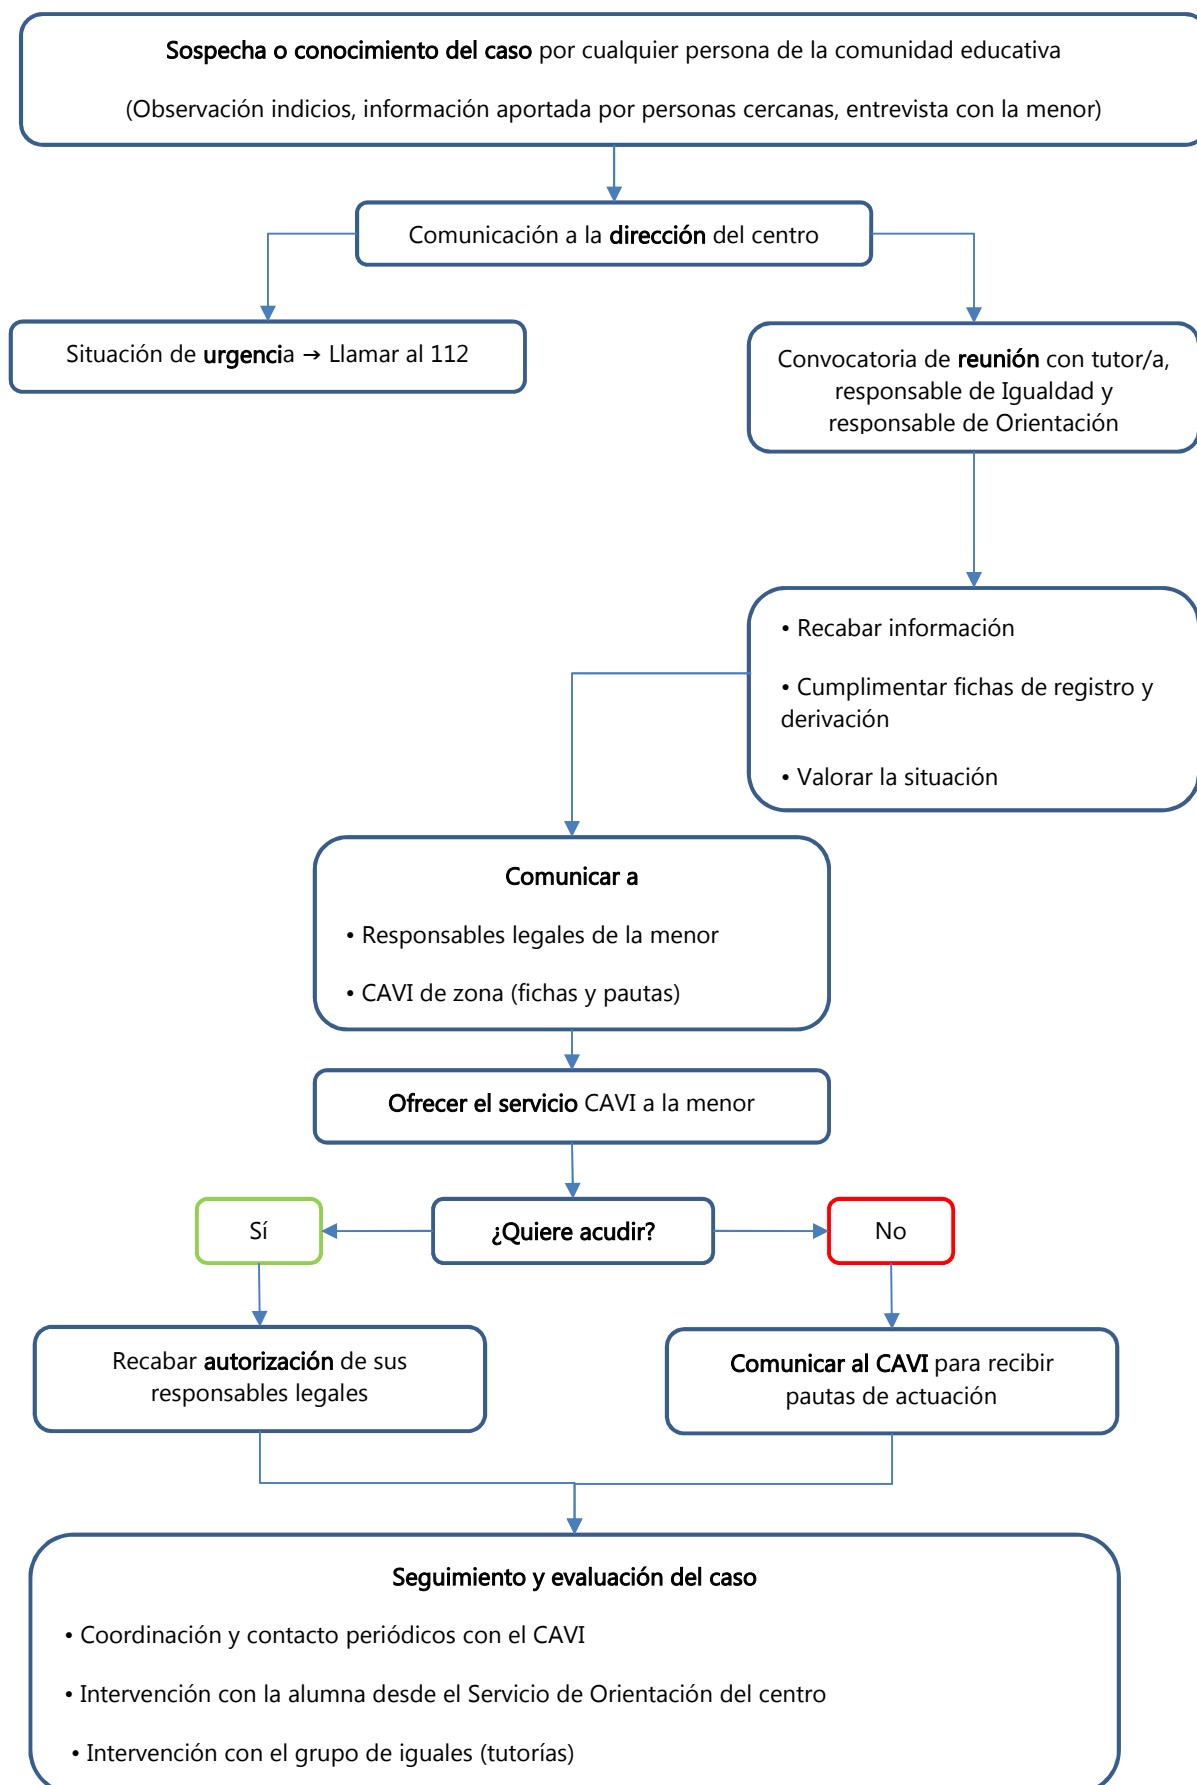 Sospecha o conocimiento del caso por cualquier persona de la comunidad educativa
(Observación indicios, información aportada por personas cercanas, entrevista con la menor)
Comunicación a la dirección del centro
Situación de urgencia → Llamar al 112
Convocatoria de reunión con tutor/a,
responsable de Igualdad y
responsable de Orientación
• Recabar información
• Cumplimentar fichas de registro y
derivación
• Valorar la situación
Comunicar a
• Responsables legales de la menor
• CAVI de zona (fichas y pautas)
Ofrecer el servicio CAVI a la menor
Sí
¿Quiere acudir?
No
Recabar autorización de sus
responsables legales
Comunicar al CAVI para recibir
pautas de actuación
Seguimiento y evaluación del caso
• Coordinación y contacto periódicos con el CAVI
• Intervención con la alumna desde el Servicio de Orientación del centro
• Intervención con el grupo de iguales (tutorías)